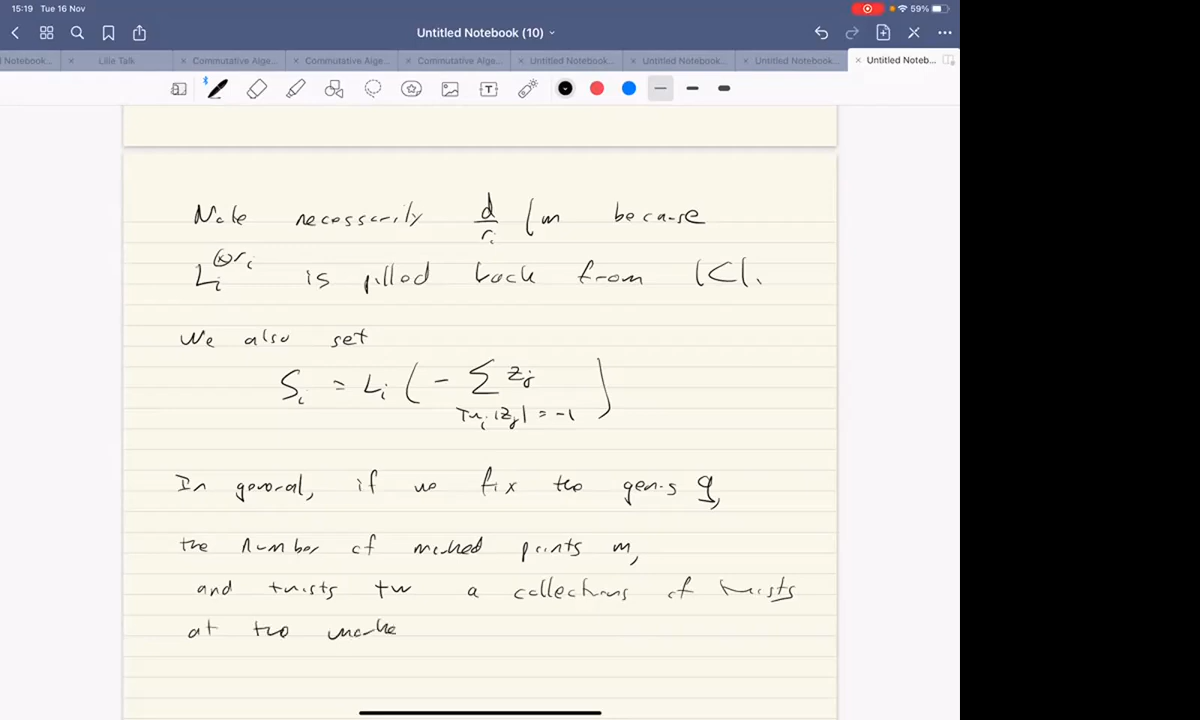 15:19 Tue 16 Nov
59%
Untitled Notebook (10)
l Notebook...
Lille Talk
Commutative Alge...
Commutative Alge...
Commutative Alge...
Untitled Notebook...
Untitled Notebook...
Untitled Notebook...
Untitled Noteb...
Note necessarily d/r_i | m because
L_i^{⊗r_i} is pulled back from |C|.
We also set
S_i = L_i ( - ∑_{tw_i(z_j) = -1} z_j )
In general, if we fix the genus g,
the number of marked points m,
and twists tw a collections of twists
at the marke